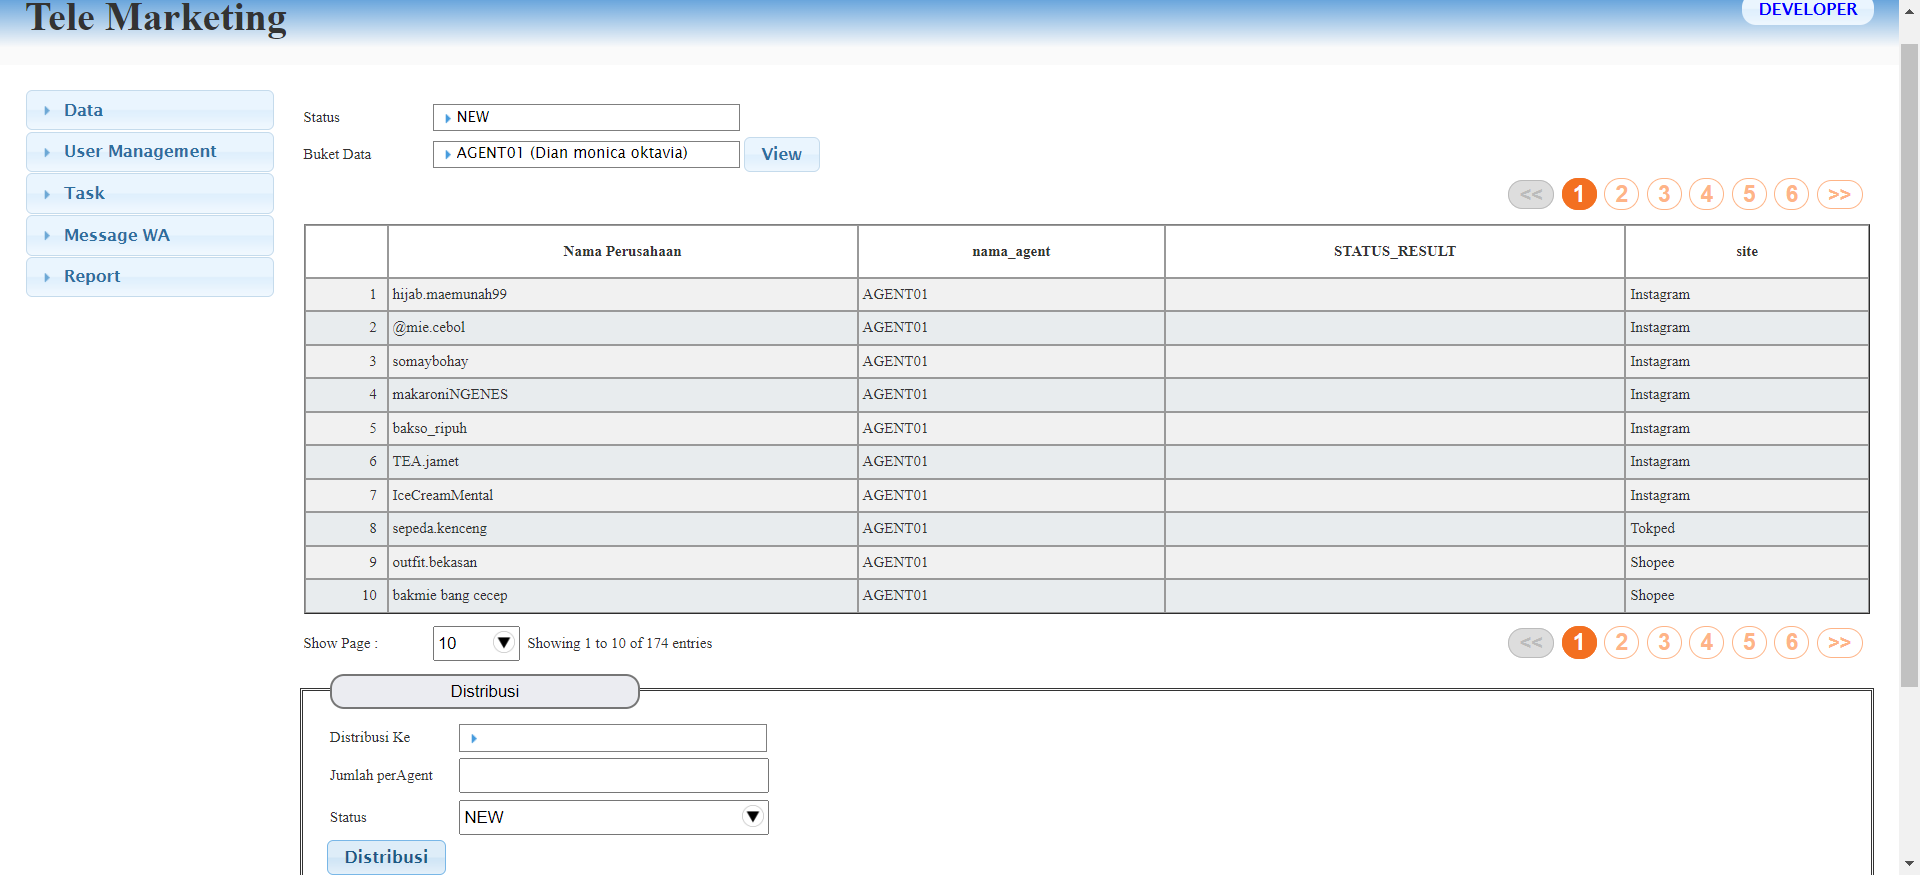 Tele Marketing
DEVELOPER
Data
User Management
Task
Message WA
Report
Status NEW
Buket Data AGENT01 (Dian monica oktavia) View
<< 1 2 3 4 5 6 >>
Nama Perusahaan nama_agent STATUS_RESULT site
1 hijab.maemunah99 AGENT01 Instagram
2 @mie.cebol AGENT01 Instagram
3 somaybohay AGENT01 Instagram
4 makaroniNGENES AGENT01 Instagram
5 bakso_ripuh AGENT01 Instagram
6 TEA.jamet AGENT01 Instagram
7 IceCreamMental AGENT01 Instagram
8 sepeda.kenceng AGENT01 Tokped
9 outfit.bekasan AGENT01 Shopee
10 bakmie bang cecep AGENT01 Shopee
Show Page : 10 Showing 1 to 10 of 174 entries
<< 1 2 3 4 5 6 >>
Distribusi
Distribusi Ke
Jumlah perAgent
Status NEW
Distribusi